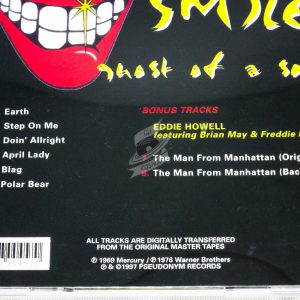 SMILE
ghost of a
Earth
Step On Me
Doin' Allright
April Lady
Blag
Polar Bear
BONUS TRACKS
EDDIE HOWELL
featuring Brian May & Freddie
The Man From Manhattan (Orig
The Man From Manhattan (Bac
ALL TRACKS ARE DIGITALLY TRANSFERRED
FROM THE ORIGINAL MASTER TAPES
℗ 1969 Mercury / ℗ 1976 Warner Brothers
℗ & ©1997 PSEUDONYM RECORDS